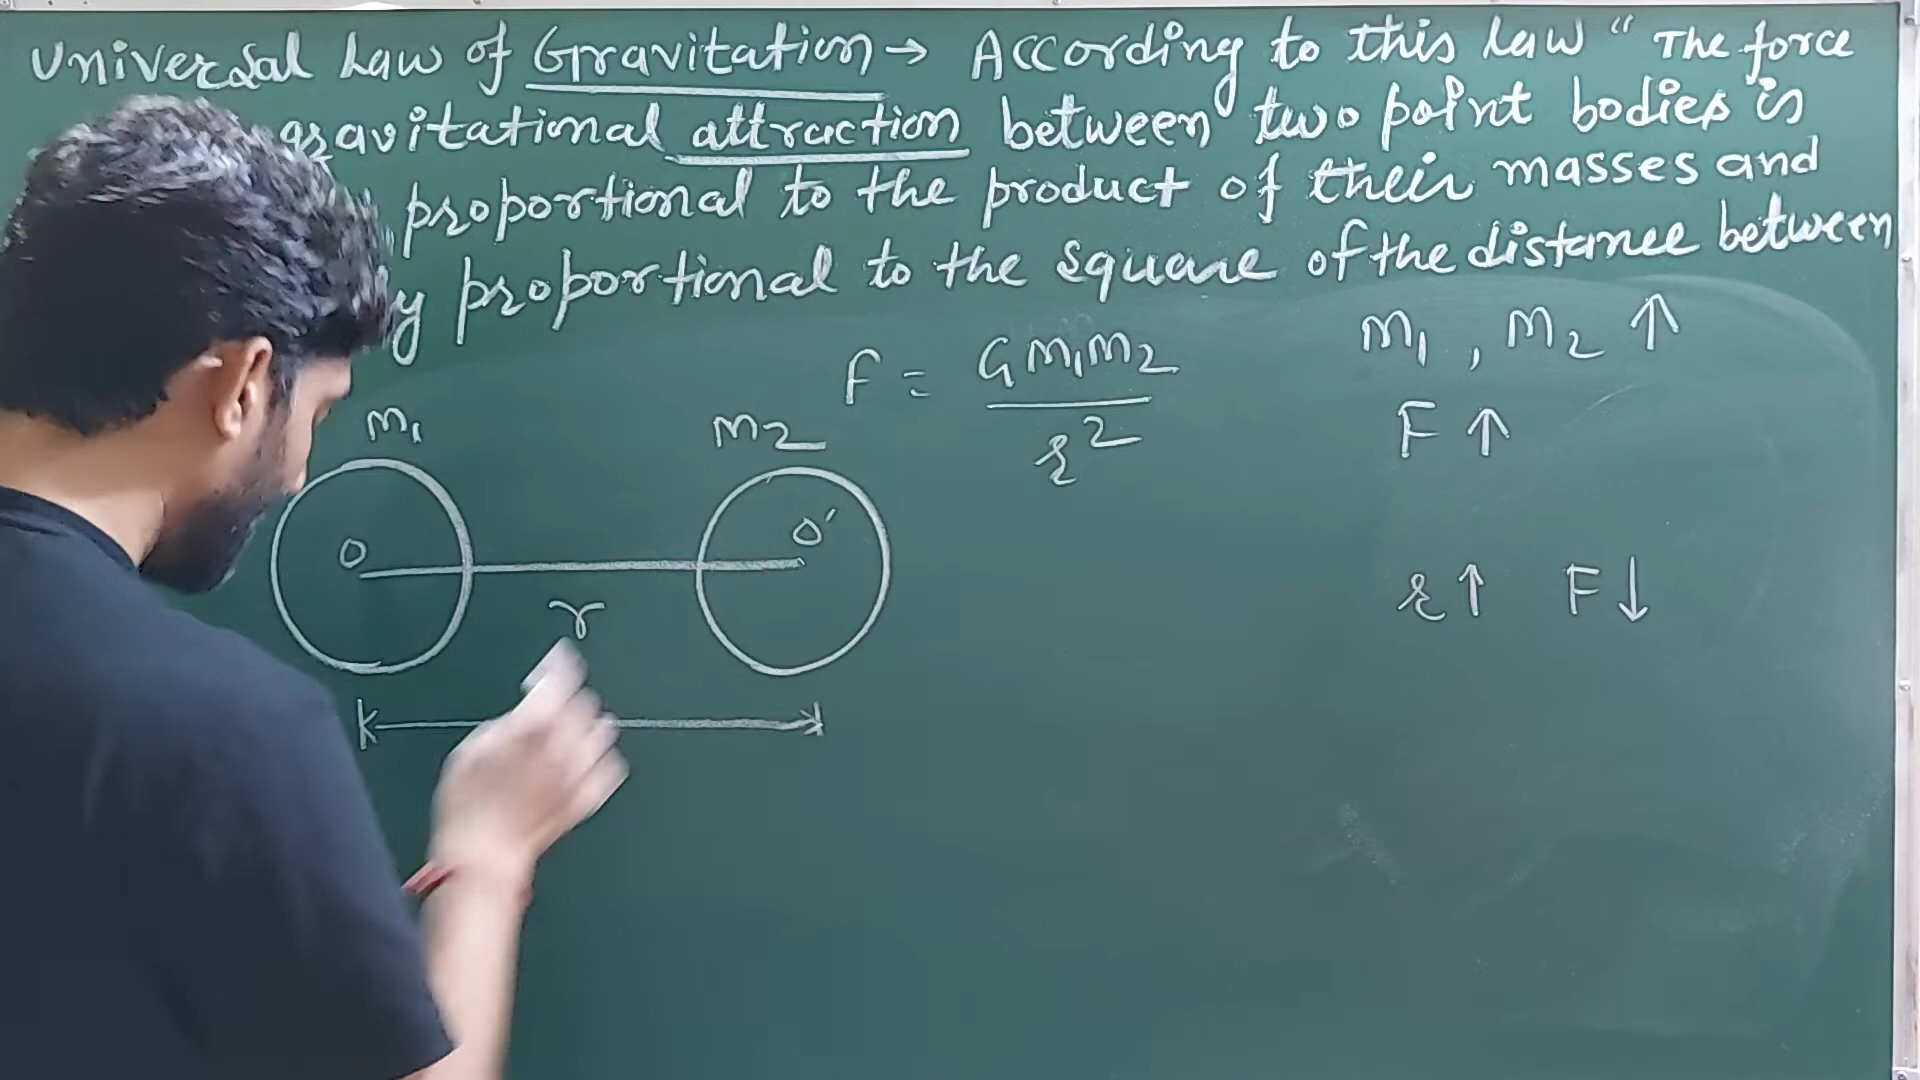 Universal Law of Gravitation → According to this law “ The force
gravitational attraction between two point bodies is
proportional to the product of their masses and
y proportional to the square of the distance between
F = G m₁m₂ / r²
m₁ , m₂ ↑
F ↑
m₁
m₂
O
O′
r
r↑ F↓